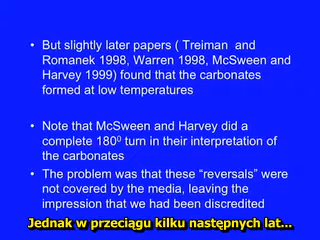 • But slightly later papers ( Treiman and
Romanek 1998, Warren 1998, McSween and
Harvey 1999) found that the carbonates
formed at low temperatures
• Note that McSween and Harvey did a
complete 180⁰ turn in their interpretation of
the carbonates
• The problem was that these “reversals” were
not covered by the media, leaving the
impression that we had been discredited
Jednak w przeciągu kilku następnych lat...